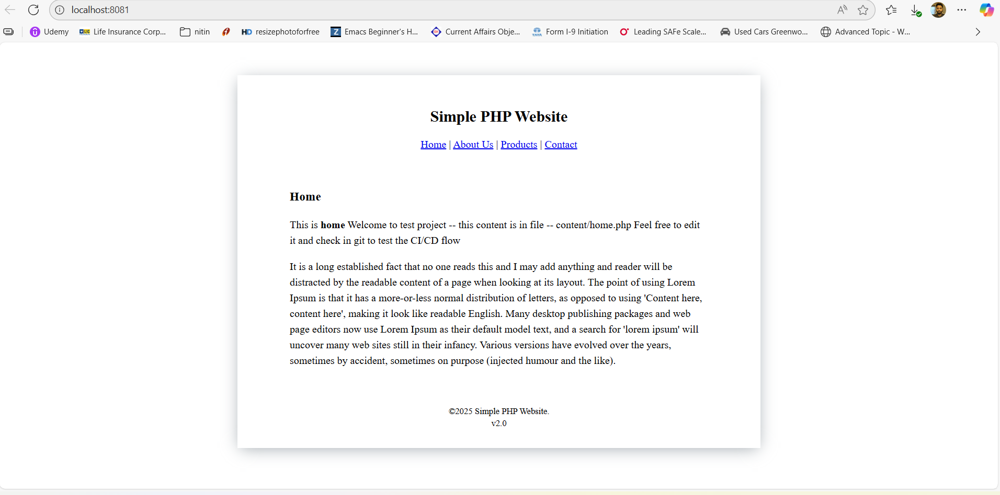 localhost:8081
Udemy
LIC
Life Insurance Corp...
nitin
HD resizephotoforfree
Z Emacs Beginner's H...
Current Affairs Obje...
TATA
Form I-9 Initiation
Leading SAFe Scale...
Used Cars Greenwo...
Advanced Topic - W...
Simple PHP Website
Home | About Us | Products | Contact
Home
This is home Welcome to test project -- this content is in file -- content/home.php Feel free to edit
it and check in git to test the CI/CD flow
It is a long established fact that no one reads this and I may add anything and reader will be
distracted by the readable content of a page when looking at its layout. The point of using Lorem
Ipsum is that it has a more-or-less normal distribution of letters, as opposed to using 'Content here,
content here', making it look like readable English. Many desktop publishing packages and web
page editors now use Lorem Ipsum as their default model text, and a search for 'lorem ipsum' will
uncover many web sites still in their infancy. Various versions have evolved over the years,
sometimes by accident, sometimes on purpose (injected humour and the like).
©2025 Simple PHP Website.
v2.0